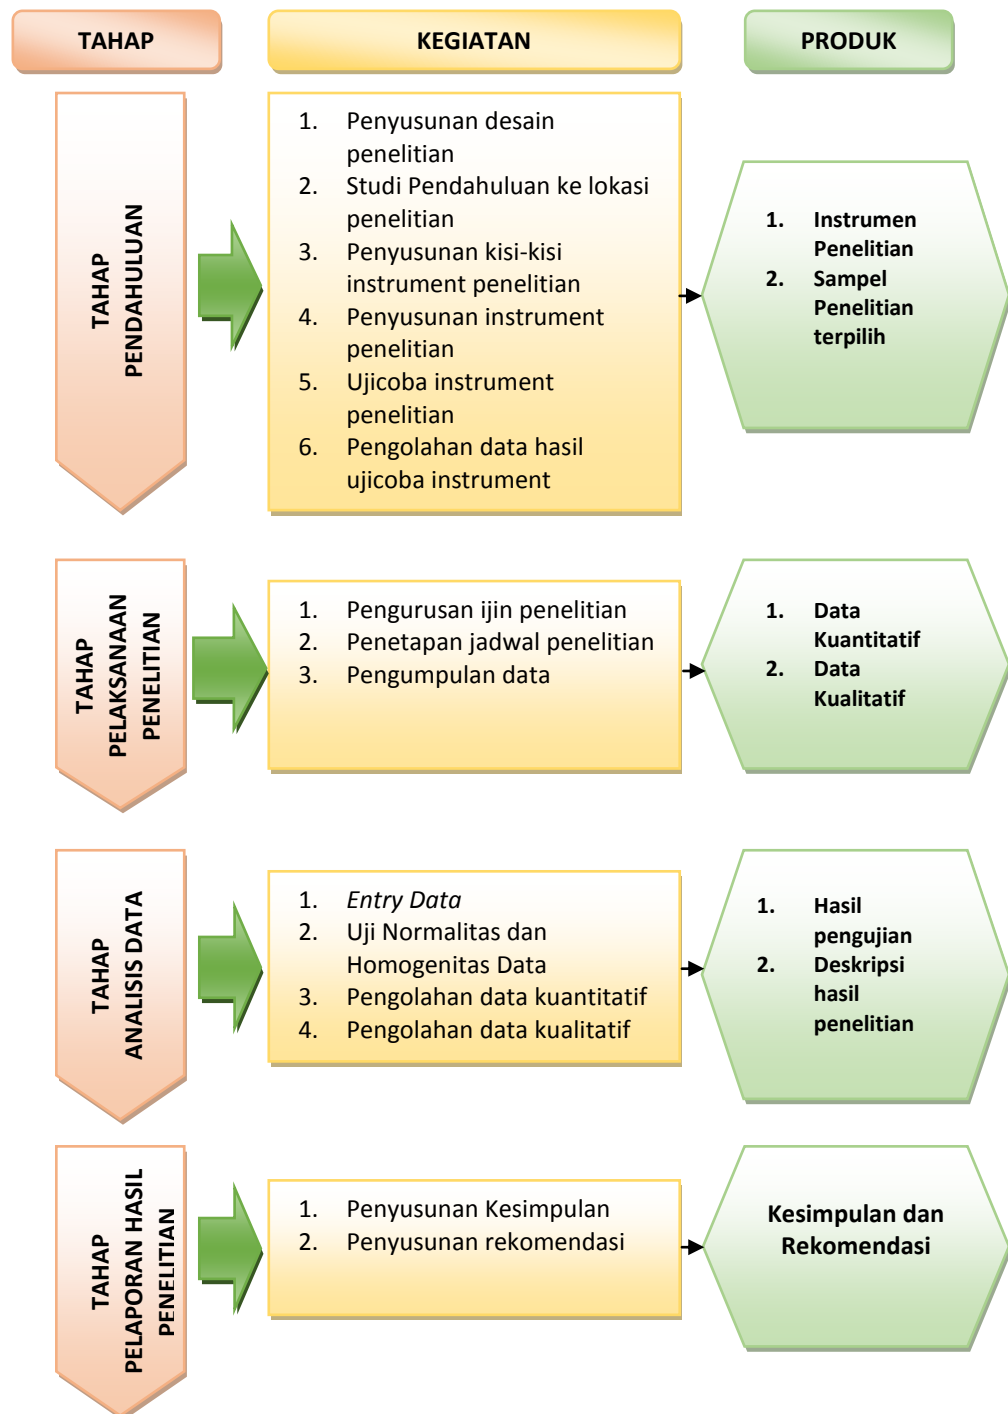 TAHAP
KEGIATAN
PRODUK
TAHAP
PENDAHULUAN
1. Penyusunan desain
penelitian
2. Studi Pendahuluan ke lokasi
penelitian
3. Penyusunan kisi-kisi
instrument penelitian
4. Penyusunan instrument
penelitian
5. Ujicoba instrument
penelitian
6. Pengolahan data hasil
ujicoba instrument
1. Instrumen
Penelitian
2. Sampel
Penelitian
terpilih
TAHAP
PELAKSANAAN
PENELITIAN
1. Pengurusan ijin penelitian
2. Penetapan jadwal penelitian
3. Pengumpulan data
1. Data
Kuantitatif
2. Data
Kualitatif
TAHAP
ANALISIS DATA
1. Entry Data
2. Uji Normalitas dan
Homogenitas Data
3. Pengolahan data kuantitatif
4. Pengolahan data kualitatif
1. Hasil
pengujian
2. Deskripsi
hasil
penelitian
TAHAP
PELAPORAN HASIL
PENELITIAN
1. Penyusunan Kesimpulan
2. Penyusunan rekomendasi
Kesimpulan dan
Rekomendasi